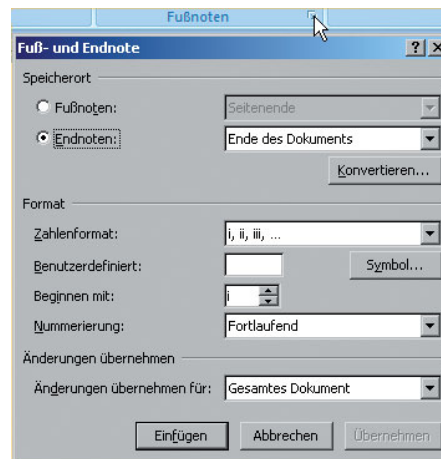 Fußnoten
Fuß- und Endnote
Speicherort
Fußnoten: Seitenende
Endnoten: Ende des Dokuments
Konvertieren...
Format
Zahlenformat: i, ii, iii, ...
Benutzerdefiniert: Symbol...
Beginnen mit: i
Nummerierung: Fortlaufend
Änderungen übernehmen
Änderungen übernehmen für: Gesamtes Dokument
Einfügen Abbrechen Übernehmen